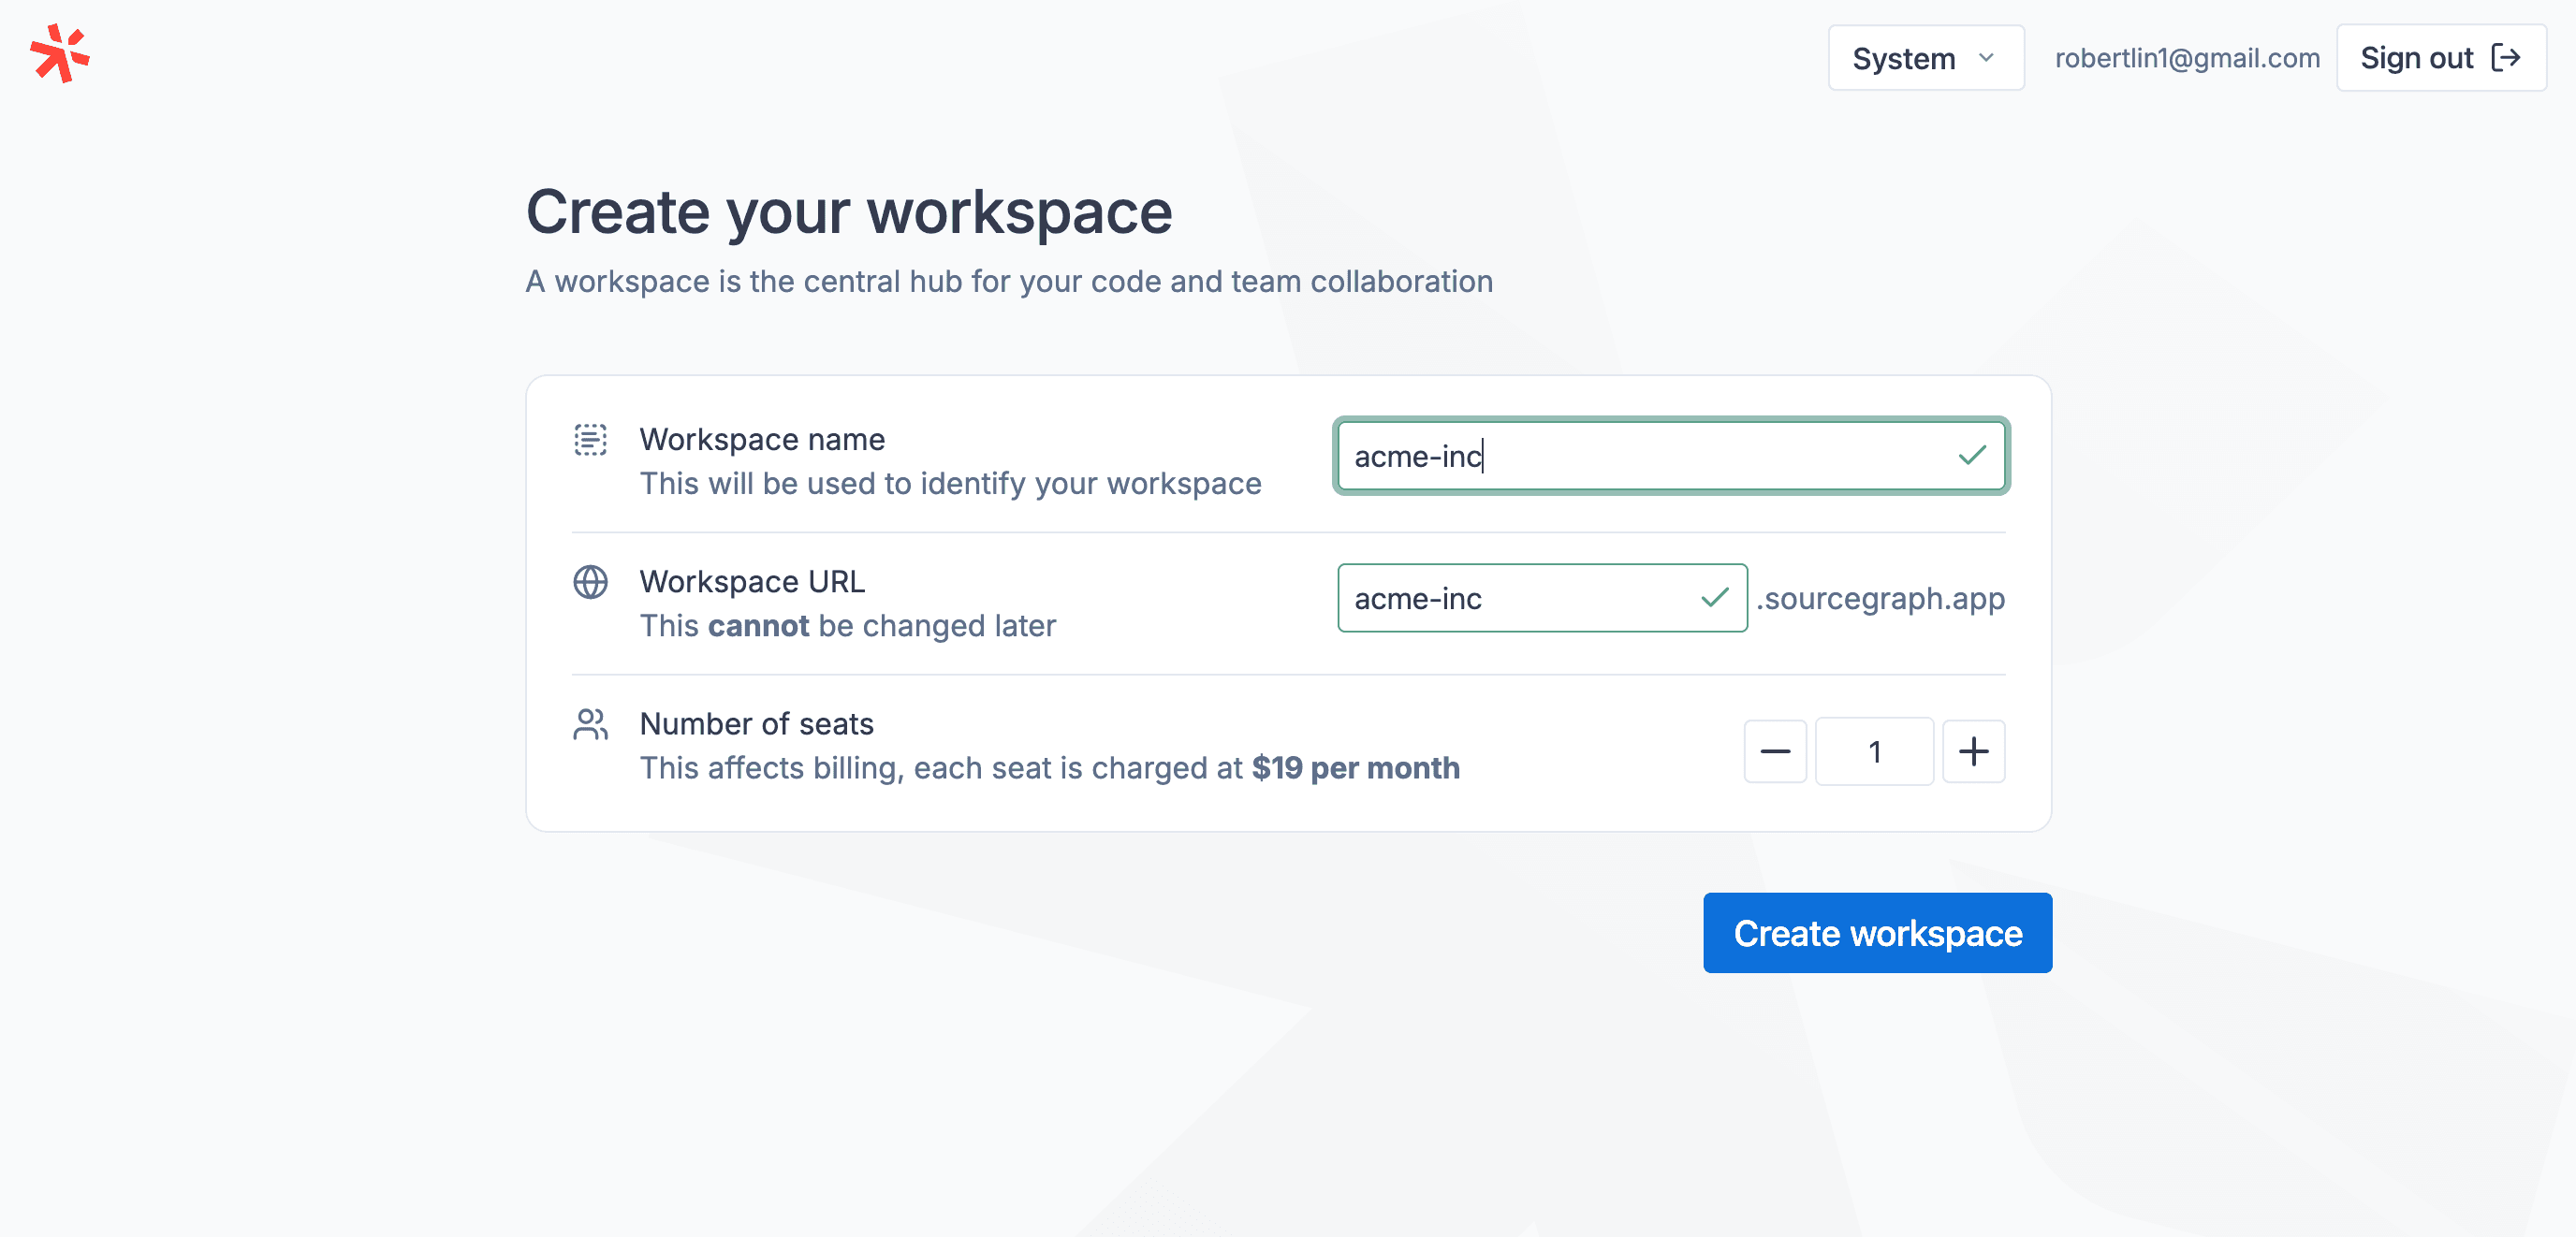 System
robertlin1@gmail.com
Sign out
Create your workspace
A workspace is the central hub for your code and team collaboration
Workspace name
This will be used to identify your workspace
acme-inc
Workspace URL
This cannot be changed later
acme-inc
.sourcegraph.app
Number of seats
This affects billing, each seat is charged at $19 per month
1
Create workspace